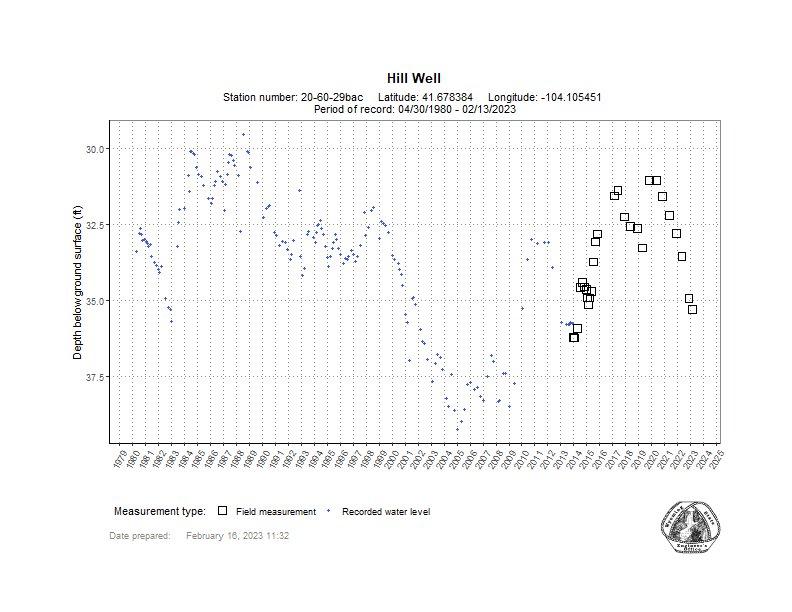 Hill Well
Station number: 20-60-29bac Latitude: 41.678384 Longitude: -104.105451
Period of record: 04/30/1980 - 02/13/2023
Depth below ground surface (ft)
30.0
32.5
35.0
37.5
1979 1980 1981 1982 1983 1984 1985 1986 1987 1988 1989 1990 1991 1992 1993 1994 1995 1996 1997 1998 1999 2000 2001 2002 2003 2004 2005 2006 2007 2008 2009 2010 2011 2012 2013 2014 2015 2016 2017 2018 2019 2020 2021 2022 2023 2024 2025
Measurement type: Field measurement Recorded water level
Date prepared: February 16, 2023 11:32
Wyoming State
Engineer's
Office